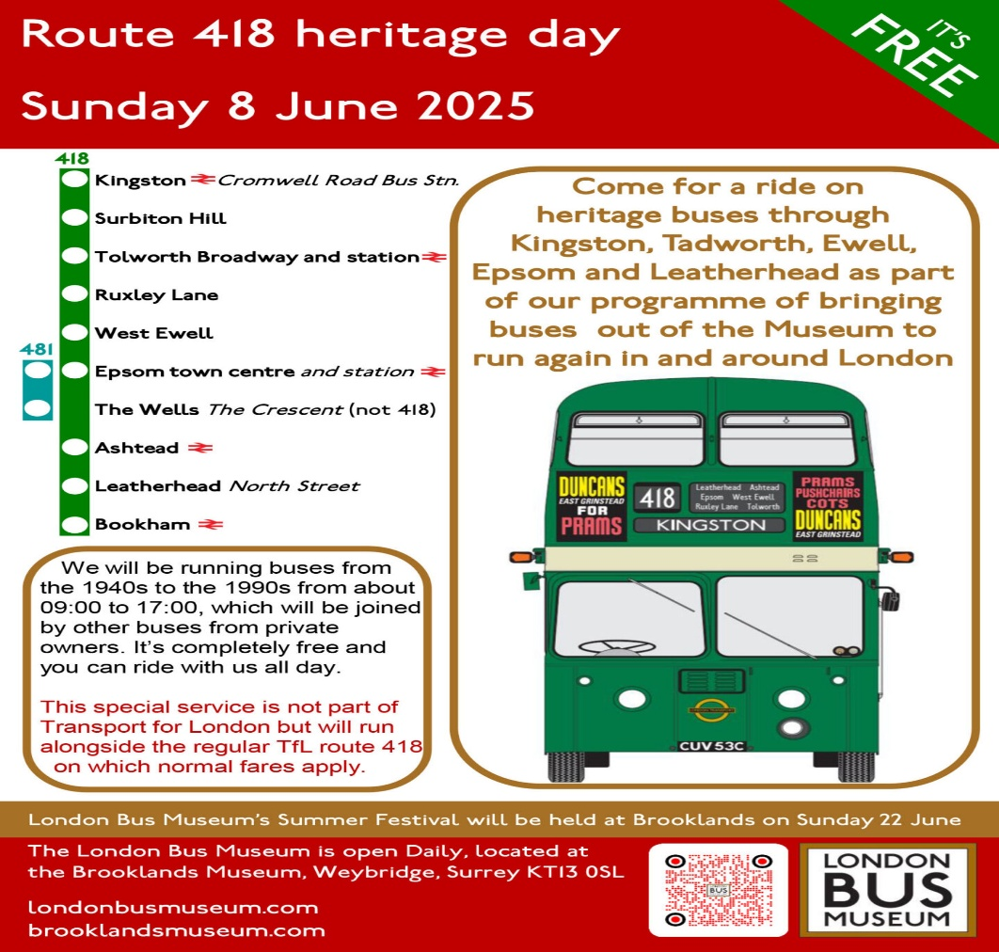 Route 418 heritage day
Sunday 8 June 2025
IT'S
FREE
418
Kingston Cromwell Road Bus Stn.
Surbiton Hill
Tolworth Broadway and station
Ruxley Lane
West Ewell
481
Epsom town centre and station
The Wells The Crescent (not 418)
Ashtead
Leatherhead North Street
Bookham
Come for a ride on
heritage buses through
Kingston, Tadworth, Ewell,
Epsom and Leatherhead as part
of our programme of bringing
buses out of the Museum to
run again in and around London
DUNCANS
EAST GRINSTEAD
FOR
PRAMS
418
Leatherhead Ashtead
Epsom West Ewell
Ruxley Lane Tolworth
KINGSTON
PRAMS
PUSHCHAIRS
COTS
DUNCANS
EAST GRINSTEAD
CUV 53C
We will be running buses from
the 1940s to the 1990s from about
09:00 to 17:00, which will be joined
by other buses from private
owners. It's completely free and
you can ride with us all day.
This special service is not part of
Transport for London but will run
alongside the regular TfL route 418
on which normal fares apply.
London Bus Museum's Summer Festival will be held at Brooklands on Sunday 22 June
The London Bus Museum is open Daily, located at
the Brooklands Museum, Weybridge, Surrey KT13 0SL
londonbusmuseum.com
brooklandsmuseum.com
BUS
LONDON
BUS
MUSEUM